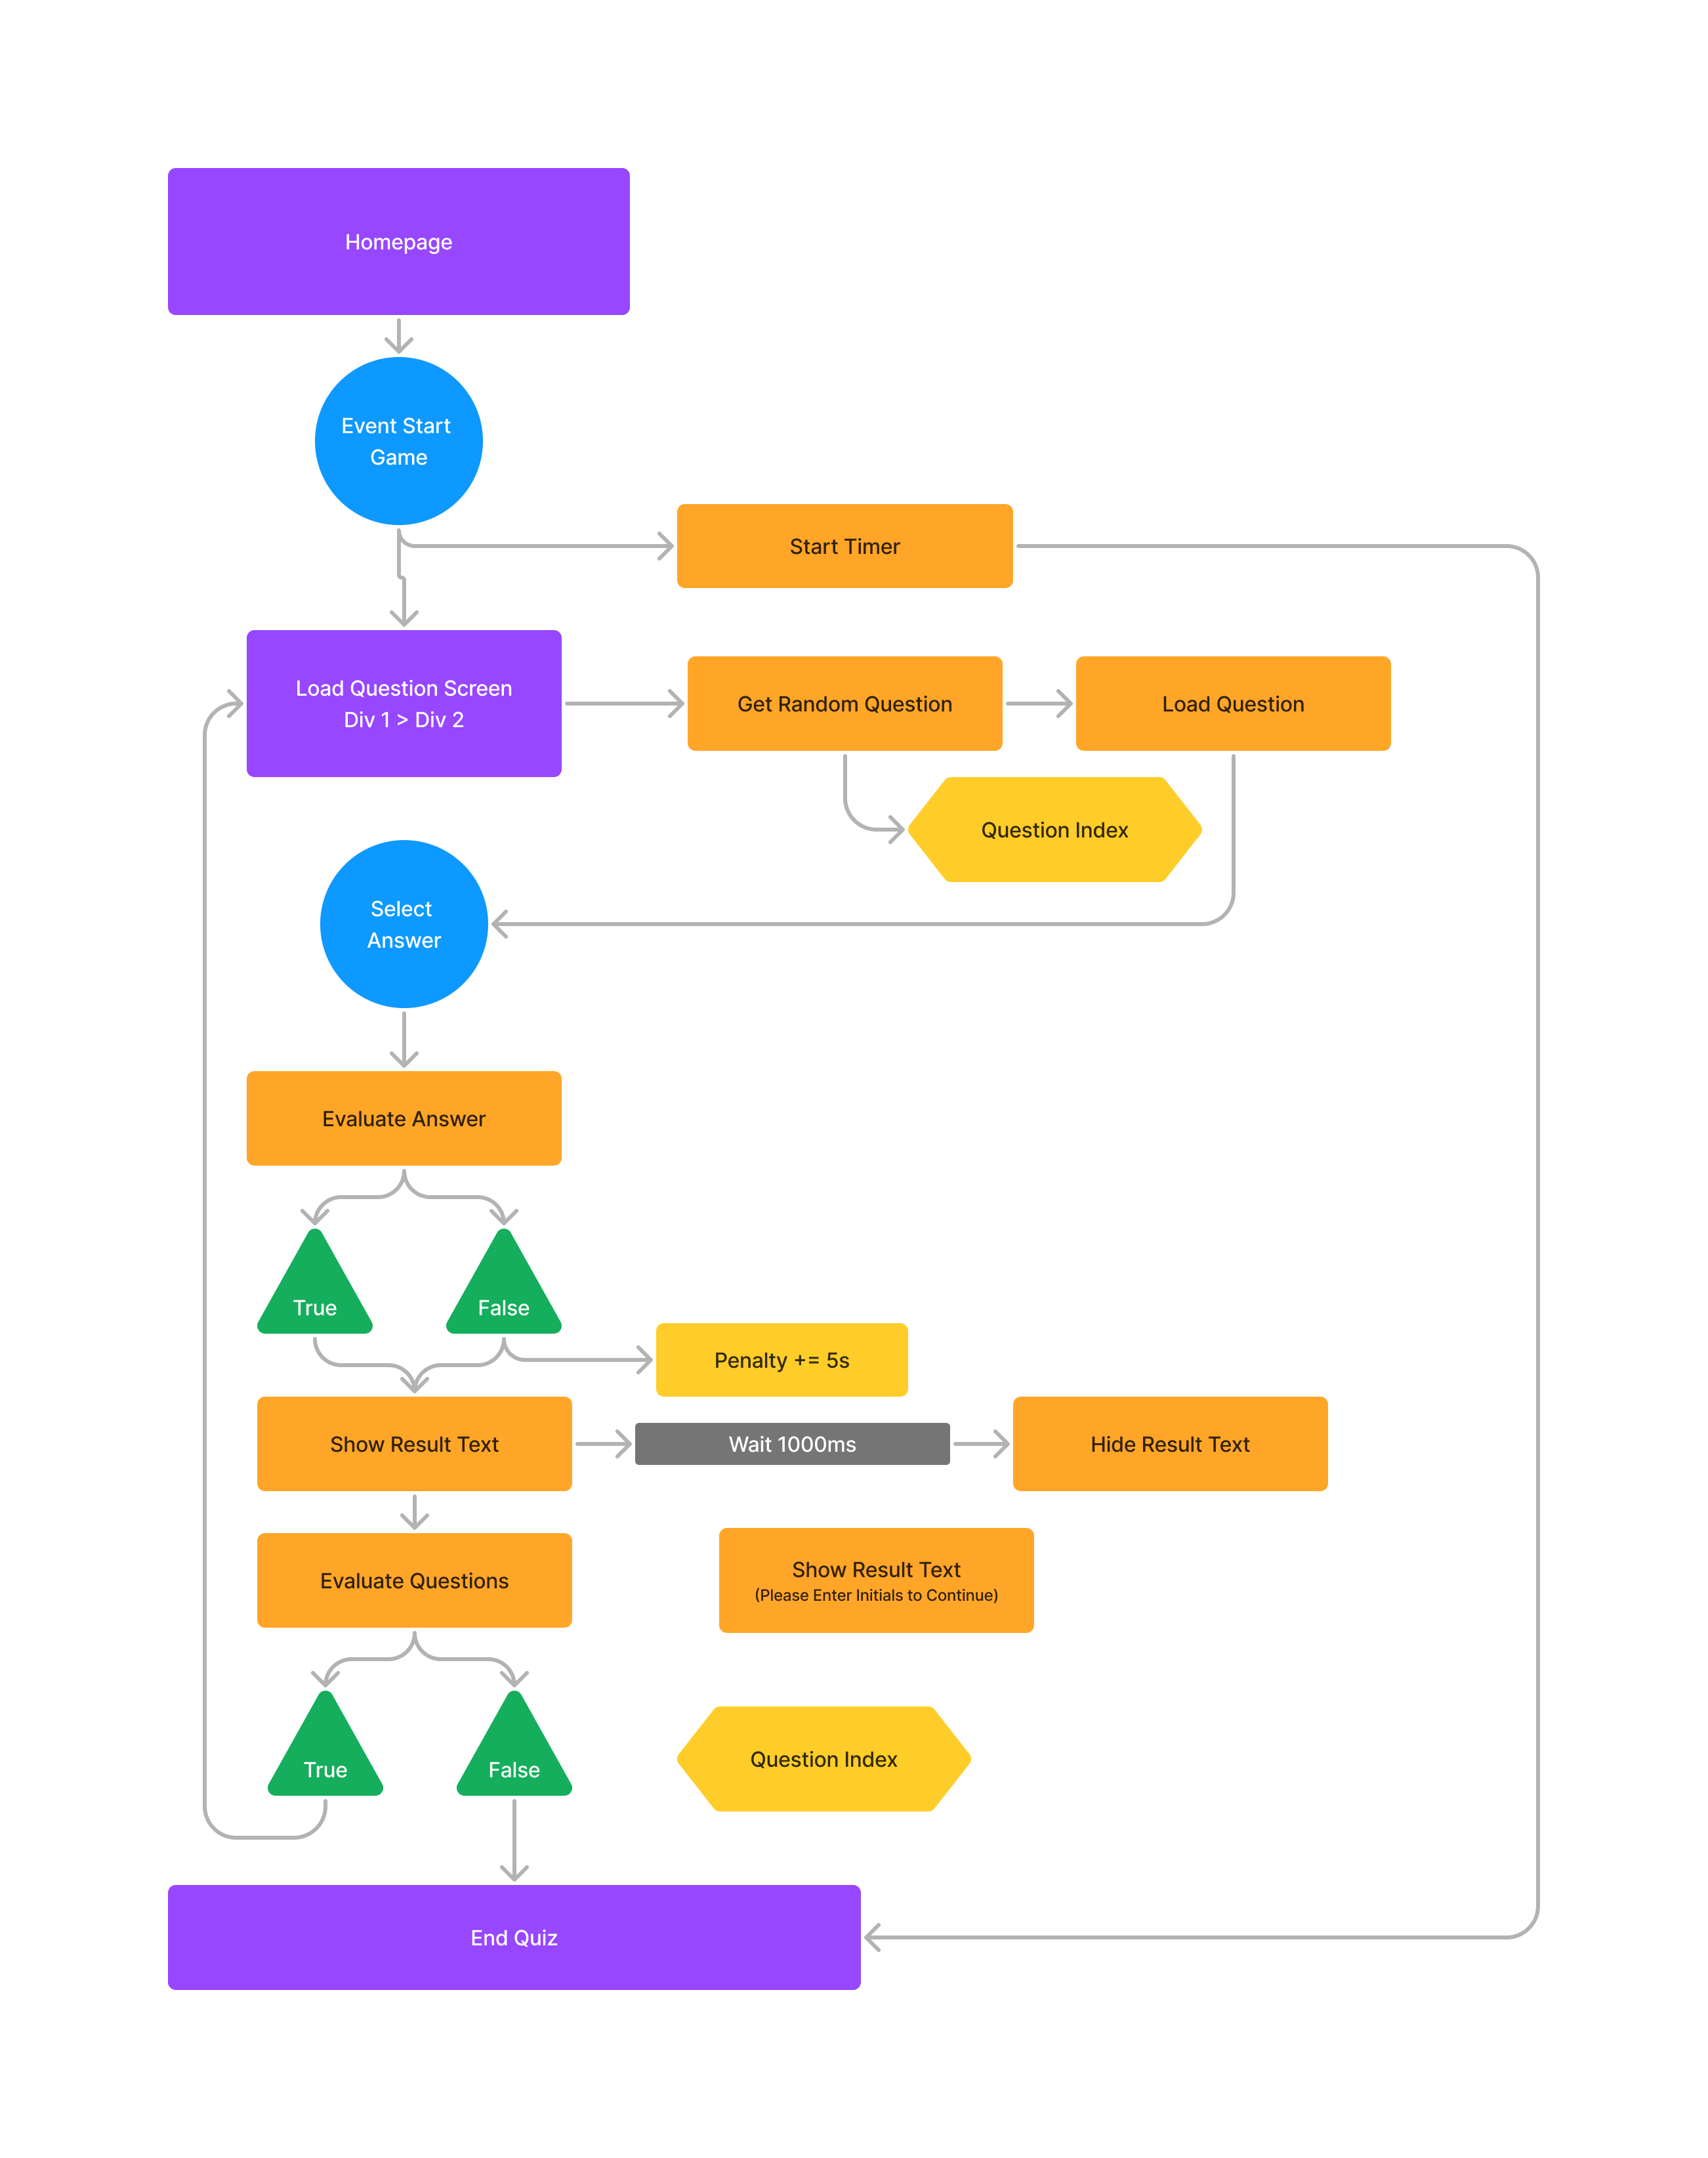 Homepage
Event Start
Game
Start Timer
Load Question Screen
Div 1 > Div 2
Get Random Question
Load Question
Question Index
Select
Answer
Evaluate Answer
True
False
Penalty += 5s
Show Result Text
Wait 1000ms
Hide Result Text
Evaluate Questions
Show Result Text
(Please Enter Initials to Continue)
True
False
Question Index
End Quiz